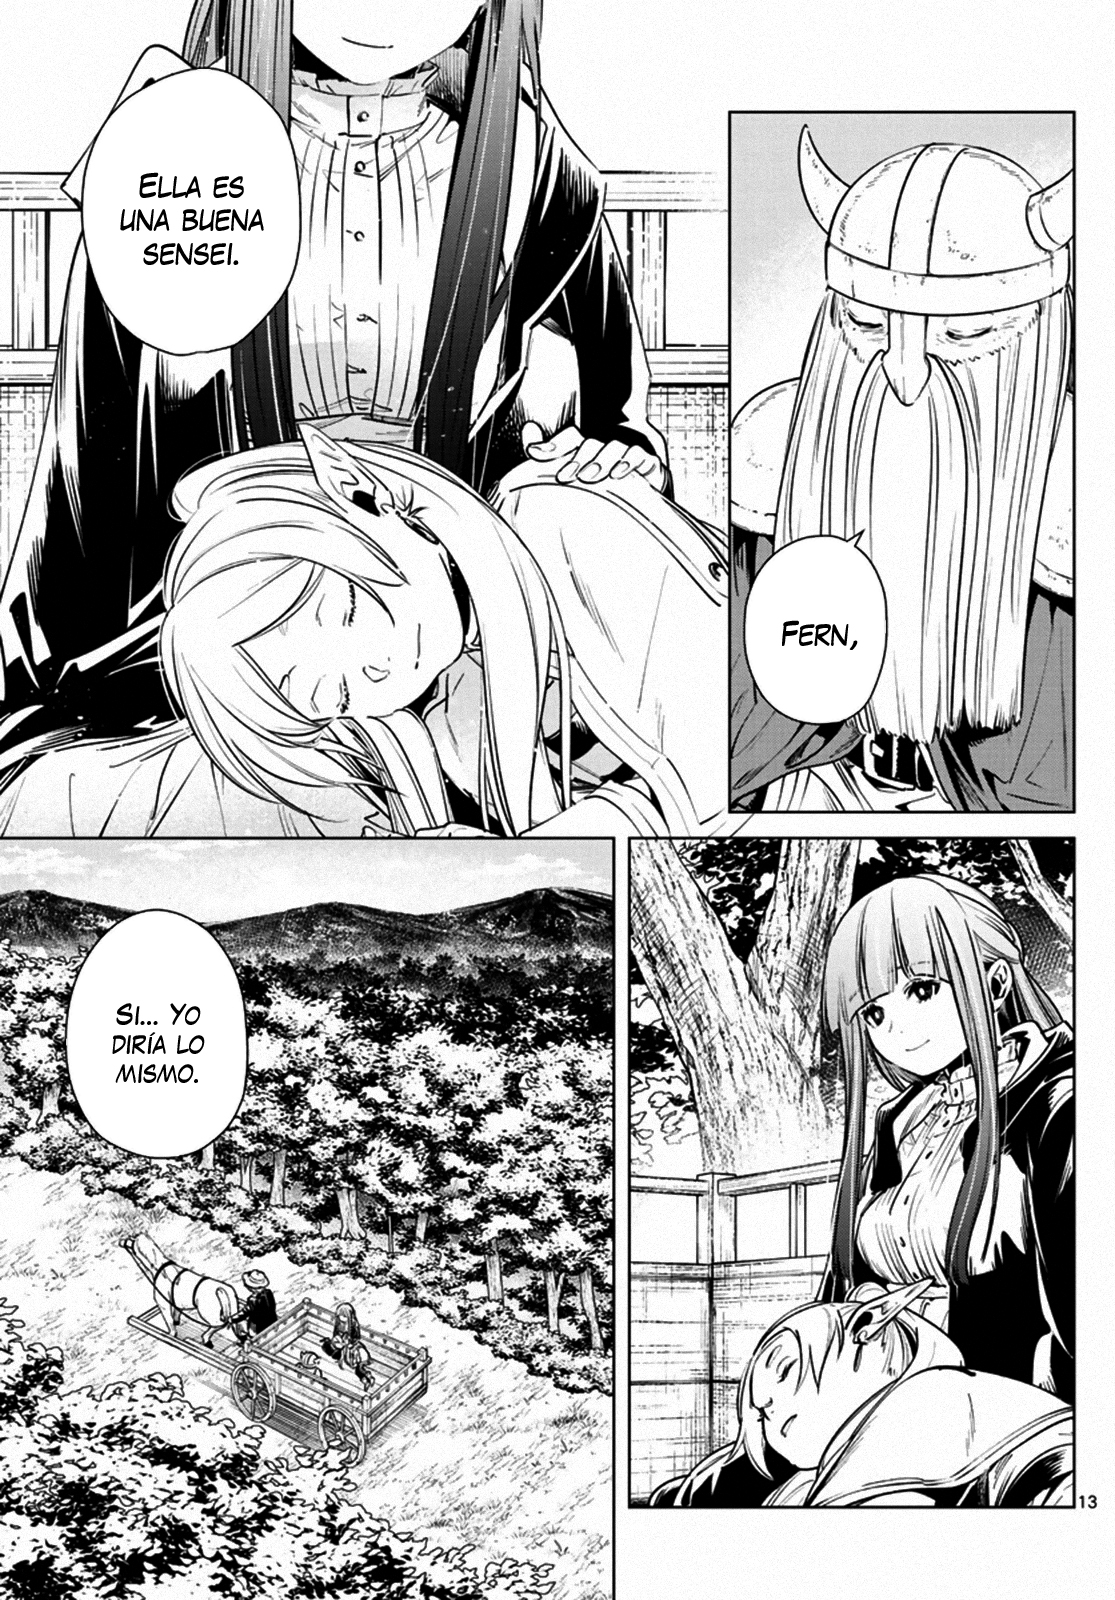 FERN,
ELLA ES
UNA BUENA
SENSEI.
SI... YO
DIRÍA LO
MISMO.
13